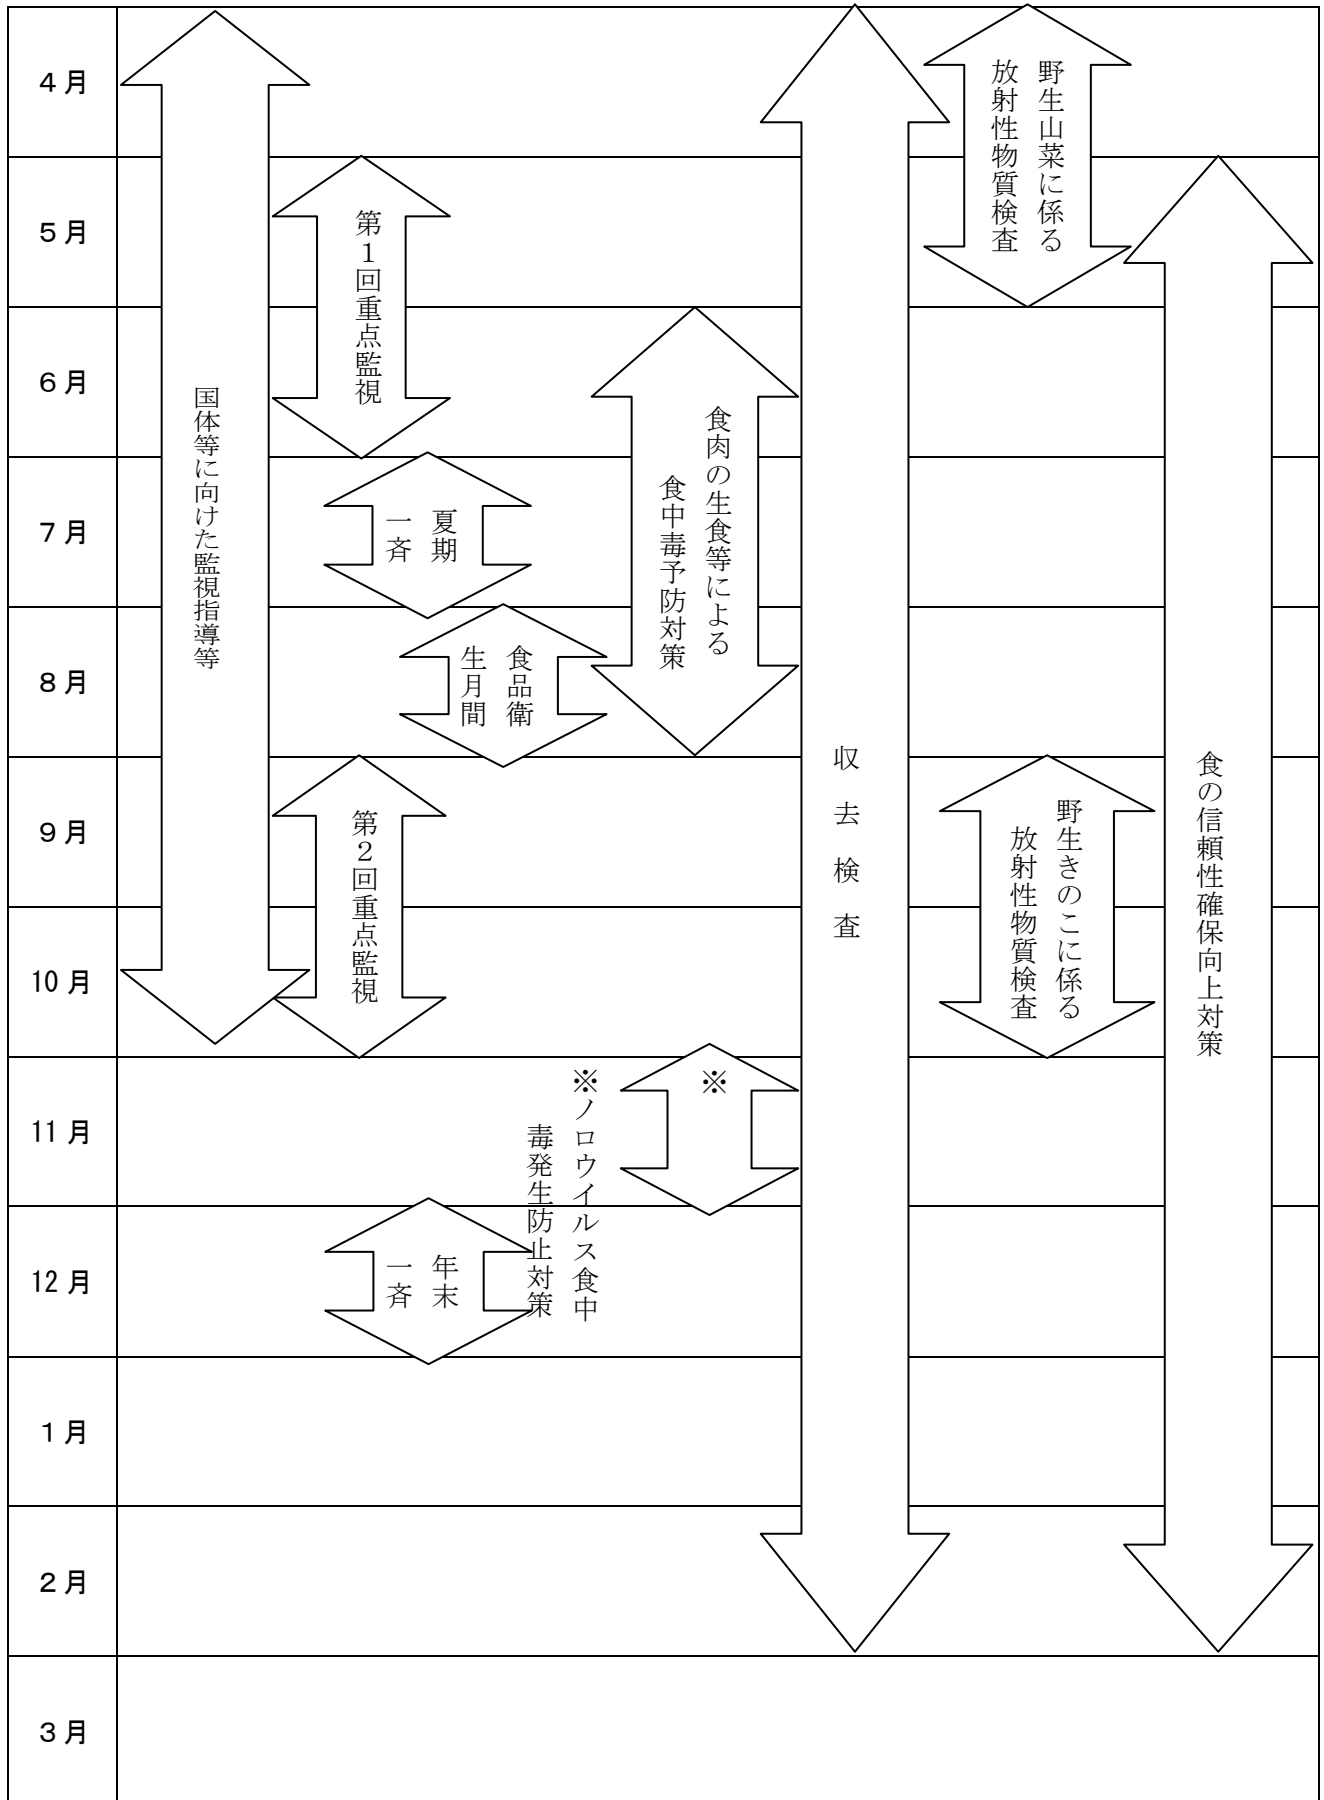 4月
5月
6月
7月
8月
9月
10月
11月
12月
1月
2月
3月
国体等に向けた監視指導等
第1回重点監視
夏期
一斉
食品衛
生月間
第2回重点監視
年末
一斉
食肉の生食等による
食中毒予防対策
※
※ノロウイルス食中
毒発生防止対策
収去検査
野生山菜に係る
放射性物質検査
野生きのこに係る
放射性物質検査
食の信頼性確保向上対策